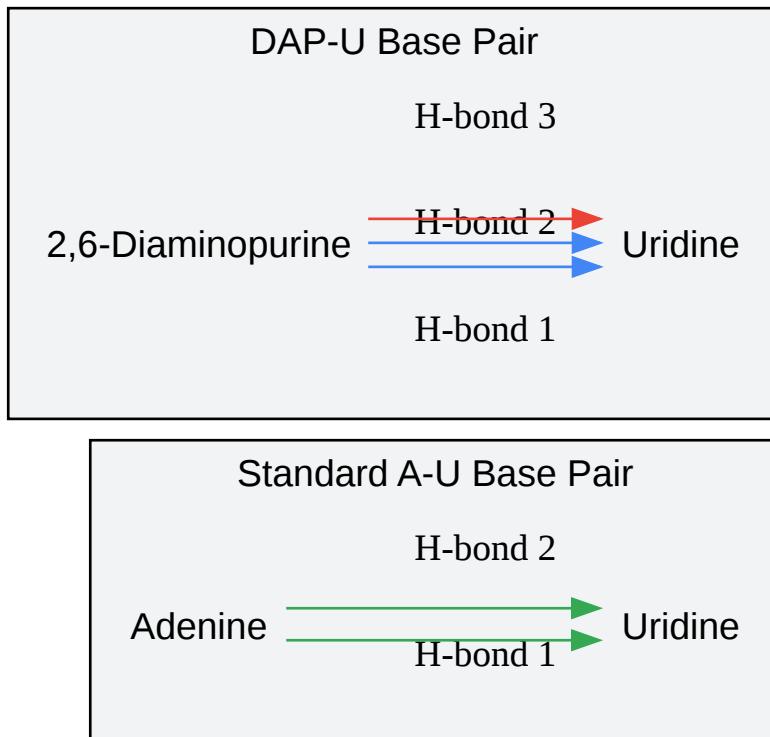 DAP-U Base Pair
H-bond 3
H-bond 2
2,6-Diaminopurine
Uridine
H-bond 1
Standard A-U Base Pair
H-bond 2
Adenine
Uridine
H-bond 1